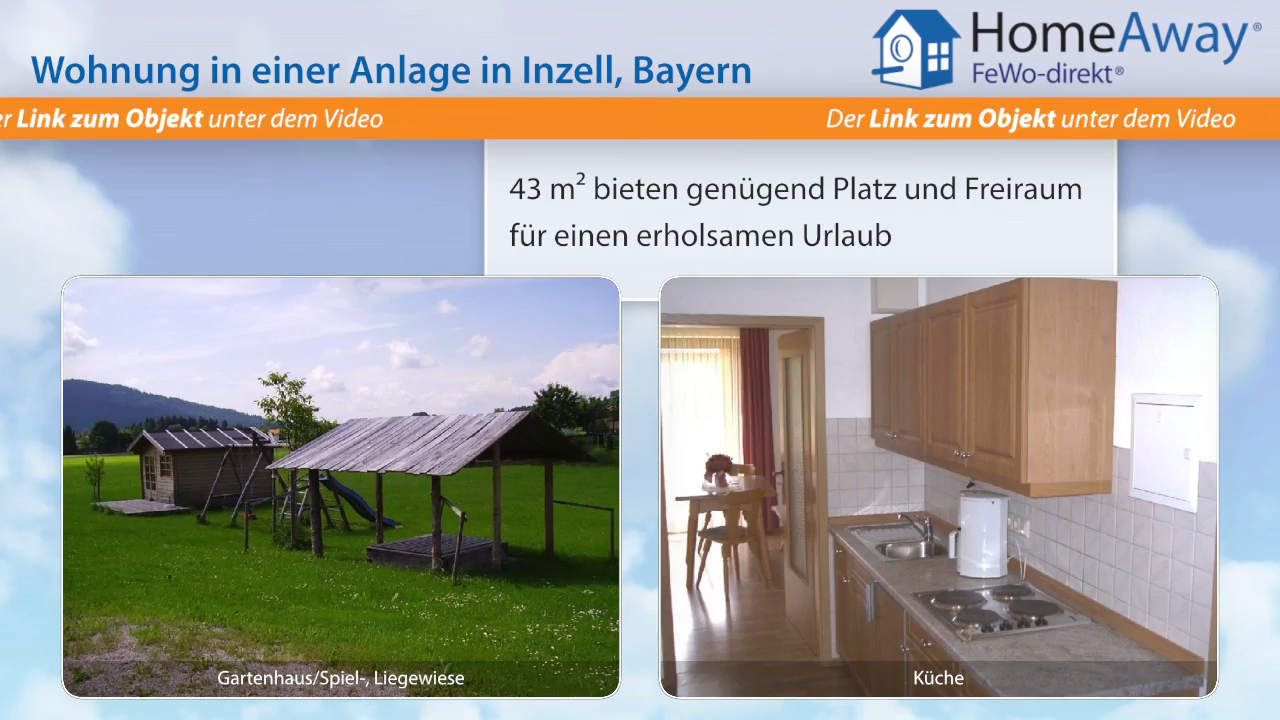 Wohnung in einer Anlage in Inzell, Bayern
HomeAway®
FeWo-direkt®
Link zum Objekt unter dem Video
Der Link zum Objekt unter dem Video
43 m² bieten genügend Platz und Freiraum
für einen erholsamen Urlaub
Gartenhaus/Spiel-, Liegewiese
Küche